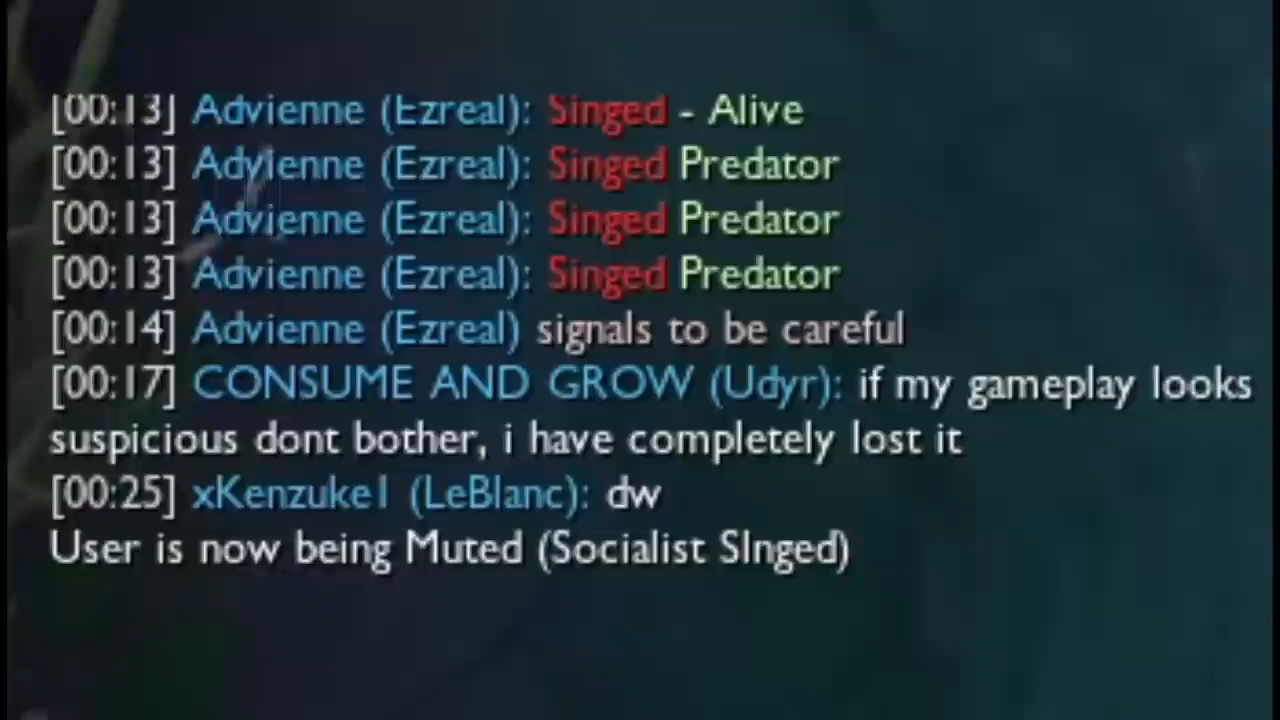 [00:13] Advienne (Ezreal): Singed - Alive
[00:13] Advienne (Ezreal): Singed Predator
[00:13] Advienne (Ezreal): Singed Predator
[00:13] Advienne (Ezreal): Singed Predator
[00:14] Advienne (Ezreal) signals to be careful
[00:17] CONSUME AND GROW (Udyr): if my gameplay looks
suspicious dont bother, i have completely lost it
[00:25] xKenzuke1 (LeBlanc): dw
User is now being Muted (Socialist SInged)